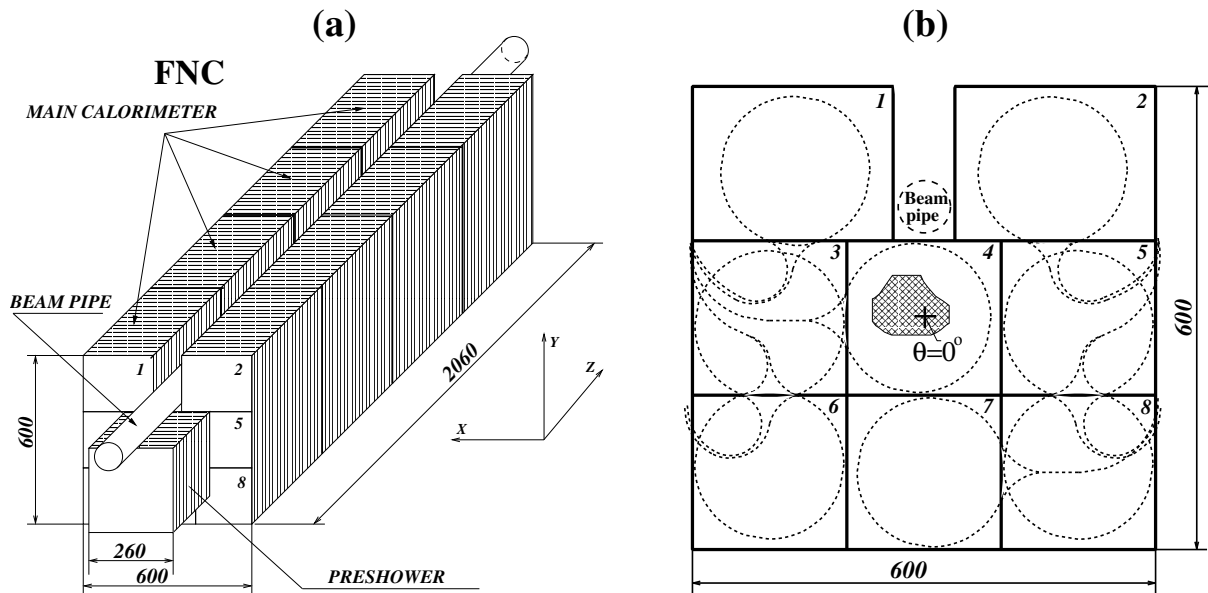 (a)
FNC
MAIN CALORIMETER
BEAM PIPE
1
2
5
8
600
260
600
2060
Y
Z
X
PRESHOWER
(b)
1
2
Beam
pipe
3
4
5
θ=0°
6
7
8
600
600